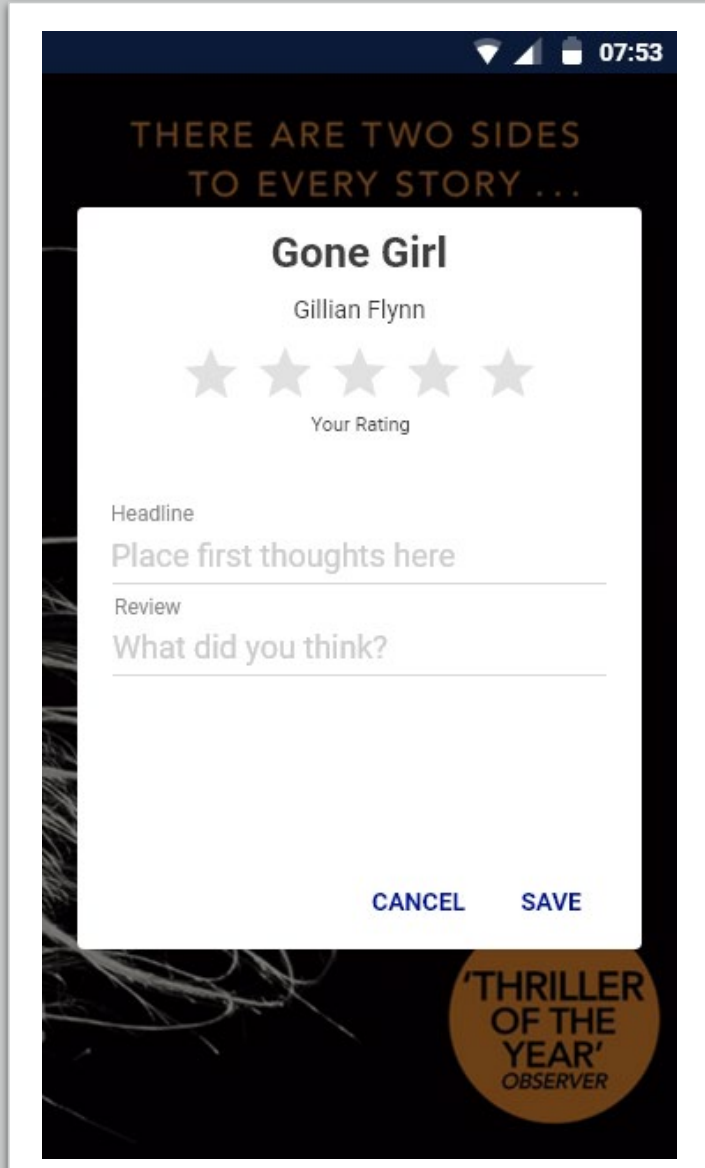 07:53
THERE ARE TWO SIDES
TO EVERY STORY ...
Gone Girl
Gillian Flynn
Your Rating
Headline
Place first thoughts here
Review
What did you think?
CANCEL
SAVE
'THRILLER
OF THE
YEAR'
OBSERVER